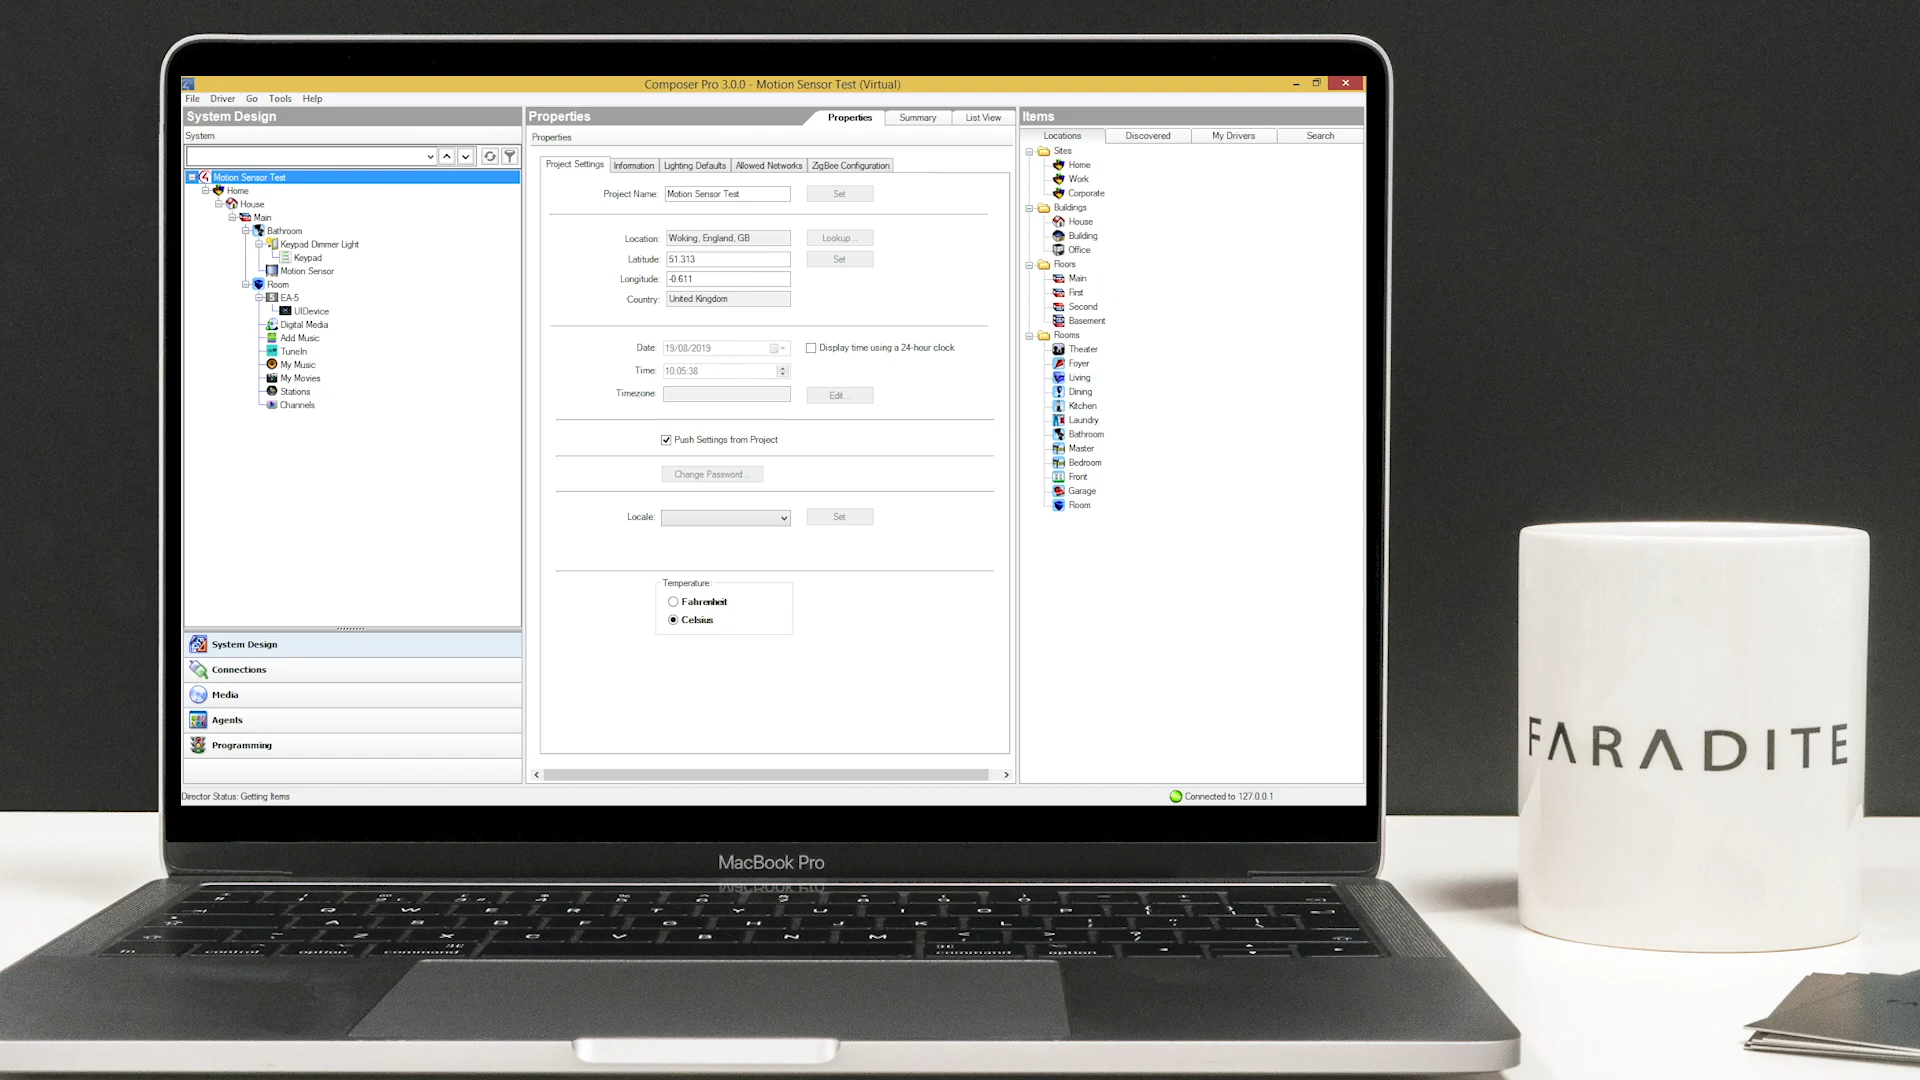 Composer Pro 3.0.0 - Motion Sensor Test (Virtual)
File Driver Go Tools Help
System Design
System
Motion Sensor Test
Home
House
Main
Bathroom
Keypad Dimmer Light
Keypad
Motion Sensor
Room
EA-5
UIDevice
Digital Media
Add Music
TuneIn
My Music
My Movies
Stations
Channels
System Design
Connections
Media
Agents
Programming
Director Status: Getting Items
Properties
Properties Summary List View
Properties
Project Settings Information Lighting Defaults Allowed Networks ZigBee Configuration
Project Name: Motion Sensor Test Set
Location: Woking, England, GB Lookup...
Latitude: 51.313 Set
Longitude: -0.611
Country: United Kingdom
Date: 19/08/2019 Display time using a 24-hour clock
Time: 10:05:38
Timezone: Edit...
Push Settings from Project
Change Password...
Locale: Set
Temperature:
Fahrenheit
Celsius
Items
Locations Discovered My Drivers Search
Sites
Home
Work
Corporate
Buildings
House
Building
Office
Floors
Main
First
Second
Basement
Rooms
Theater
Foyer
Living
Dining
Kitchen
Laundry
Bathroom
Master
Bedroom
Front
Garage
Room
Connected to 127.0.0.1
MacBook Pro
Q W E R T Y U I O P
A S D F G H J K L
Z X C V B N M
fn control option command command option
FARADITE